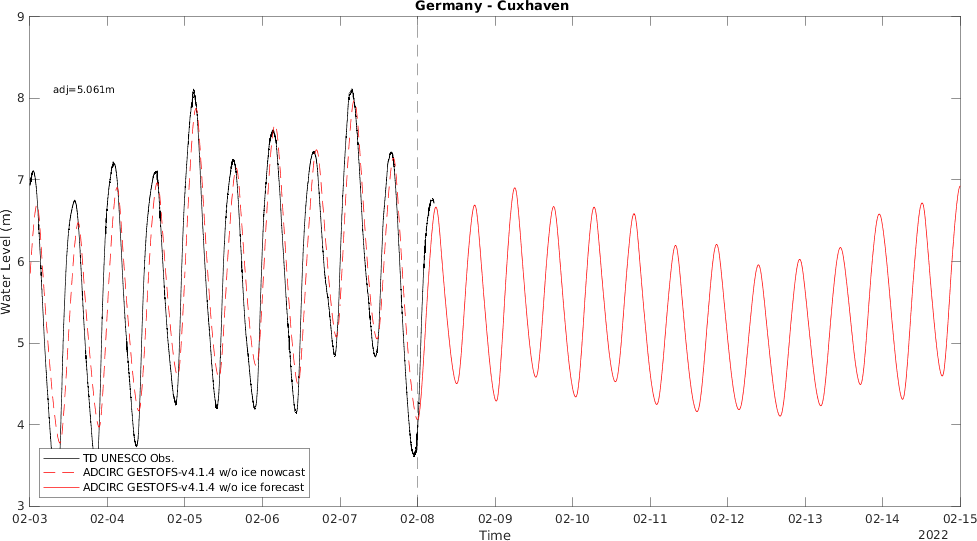 Germany - Cuxhaven
adj=5.061m
9
8
7
6
5
4
3
Water Level (m)
TD UNESCO Obs.
ADCIRC GESTOFS-v4.1.4 w/o ice nowcast
ADCIRC GESTOFS-v4.1.4 w/o ice forecast
02-03 02-04 02-05 02-06 02-07 02-08 02-09 02-10 02-11 02-12 02-13 02-14 02-15
Time
2022